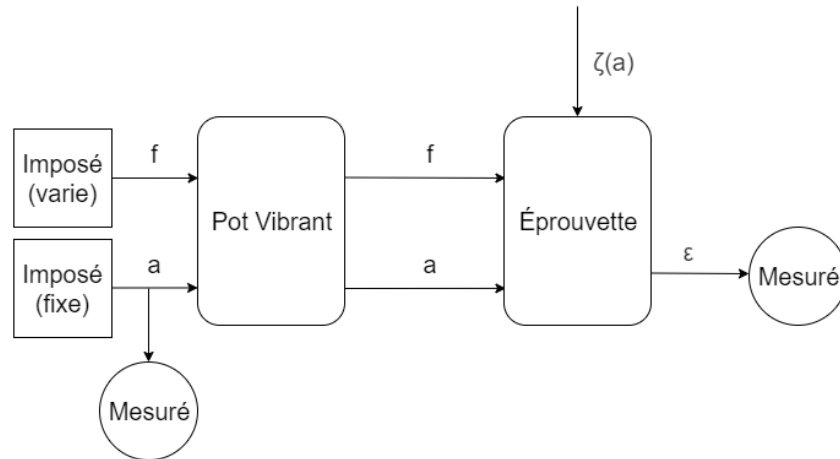 ζ(a)
Imposé
(varie)
f
Pot Vibrant
f
Éprouvette
Imposé
(fixe)
a
a
ε
Mesuré
Mesuré